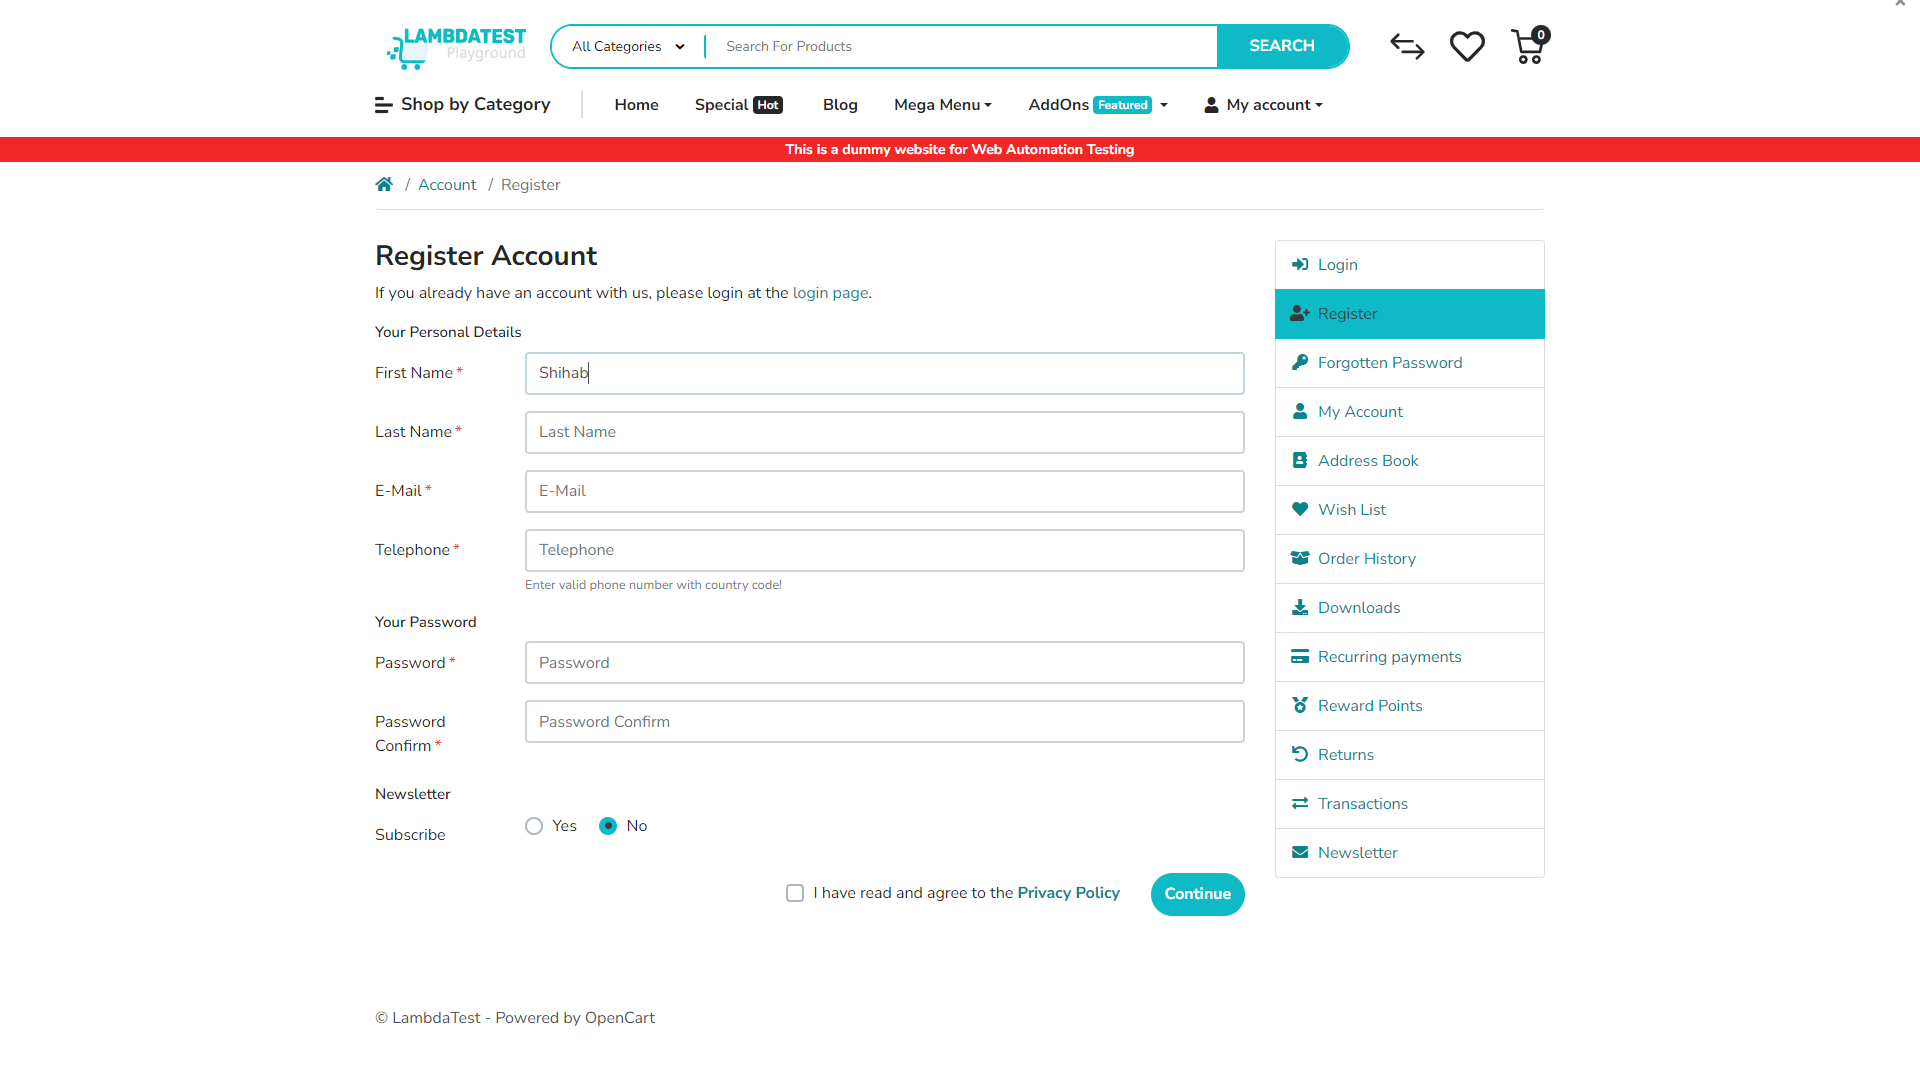 LAMBDATEST
Playground
All Categories
Search For Products
SEARCH
0
Shop by Category
Home
Special Hot
Blog
Mega Menu
AddOns Featured
My account
This is a dummy website for Web Automation Testing
/ Account / Register
Register Account
If you already have an account with us, please login at the login page.
Your Personal Details
First Name*
Shihab
Last Name*
Last Name
E-Mail*
E-Mail
Telephone*
Telephone
Enter valid phone number with country code!
Your Password
Password*
Password
Password
Confirm*
Password Confirm
Newsletter
Subscribe
Yes
No
I have read and agree to the Privacy Policy
Continue
Login
Register
Forgotten Password
My Account
Address Book
Wish List
Order History
Downloads
Recurring payments
Reward Points
Returns
Transactions
Newsletter
© LambdaTest - Powered by OpenCart